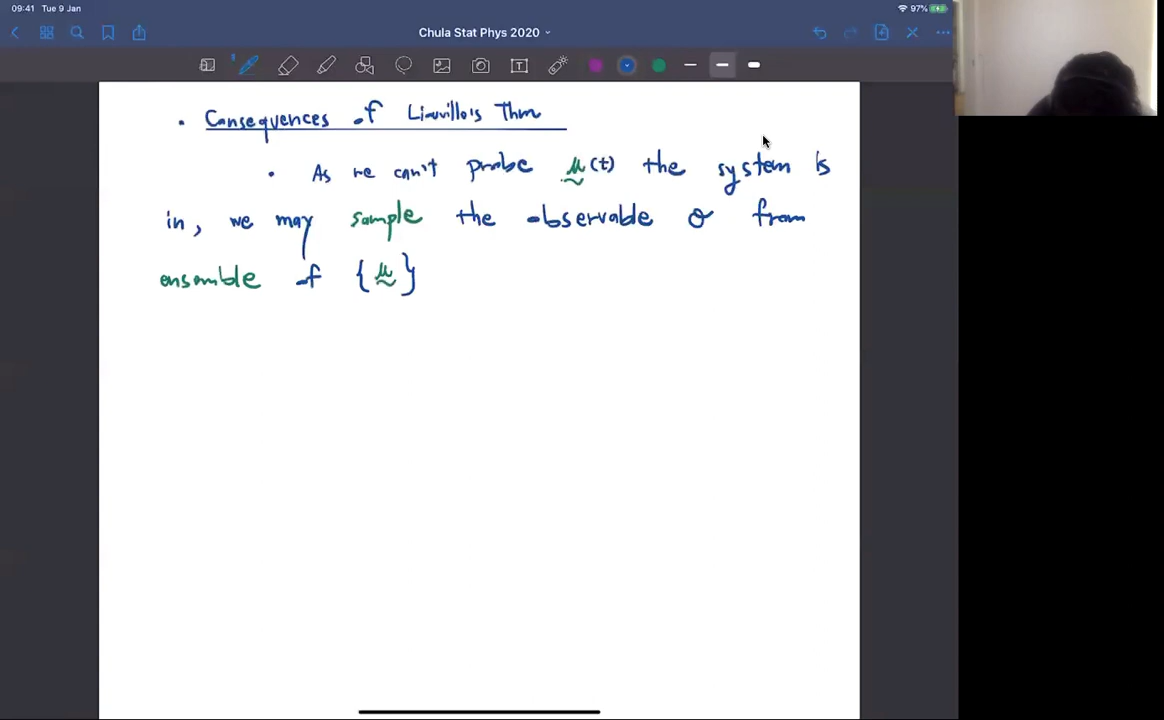 09:41 Tue 9 Jan
97%
Chula Stat Phys 2020
• Consequences of Liouville's Thm
• As we can't probe μ(t) the system is
in, we may sample the observable O from
ensemble of {μ}